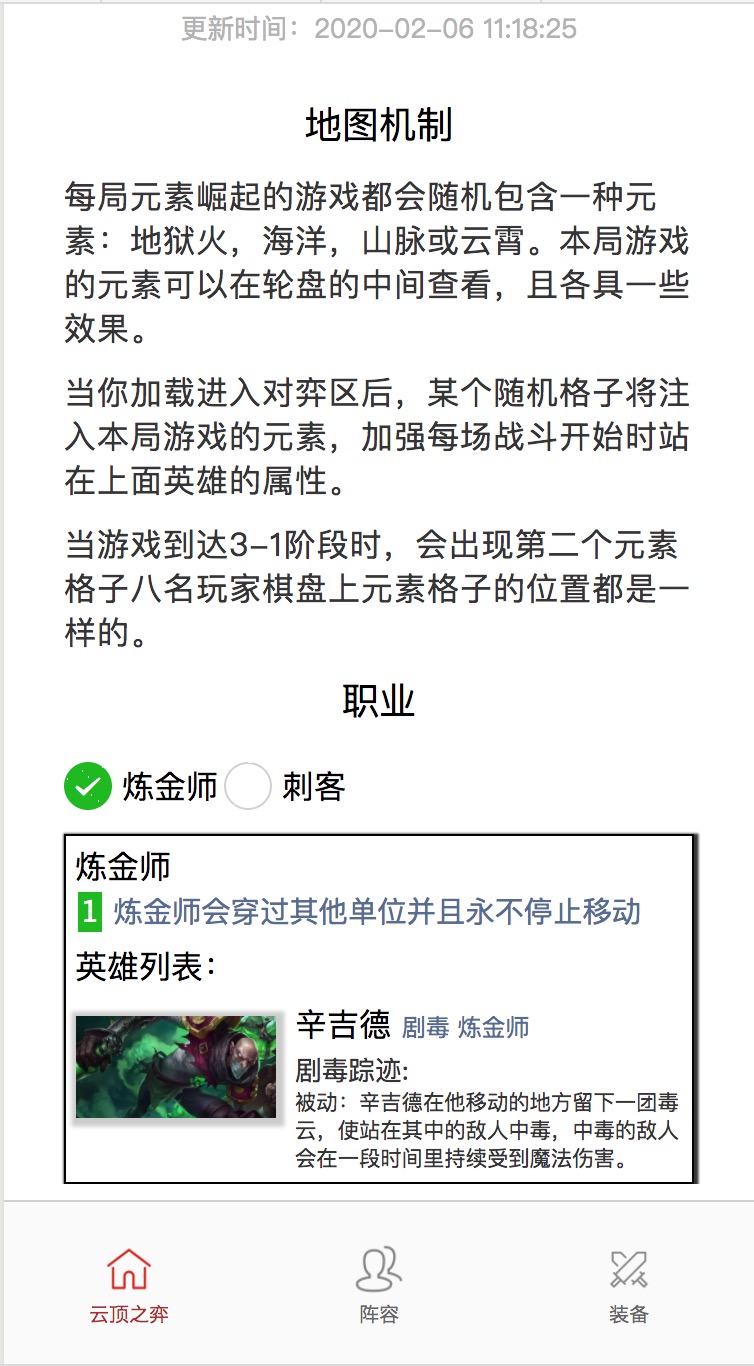 更新时间：2020-02-06 11:18:25
地图机制
每局元素崛起的游戏都会随机包含一种元
素：地狱火，海洋，山脉或云霄。本局游戏
的元素可以在轮盘的中间查看，且各具一些
效果。
当你加载进入对弈区后，某个随机格子将注
入本局游戏的元素，加强每场战斗开始时站
在上面英雄的属性。
当游戏到达3-1阶段时，会出现第二个元素
格子八名玩家棋盘上元素格子的位置都是一
样的。
职业
炼金师 刺客
炼金师
1 炼金师会穿过其他单位并且永不停止移动
英雄列表：
辛吉德 剧毒 炼金师
剧毒踪迹:
被动：辛吉德在他移动的地方留下一团毒
云，使站在其中的敌人中毒，中毒的敌人
会在一段时间里持续受到魔法伤害。
云顶之弈 阵容 装备